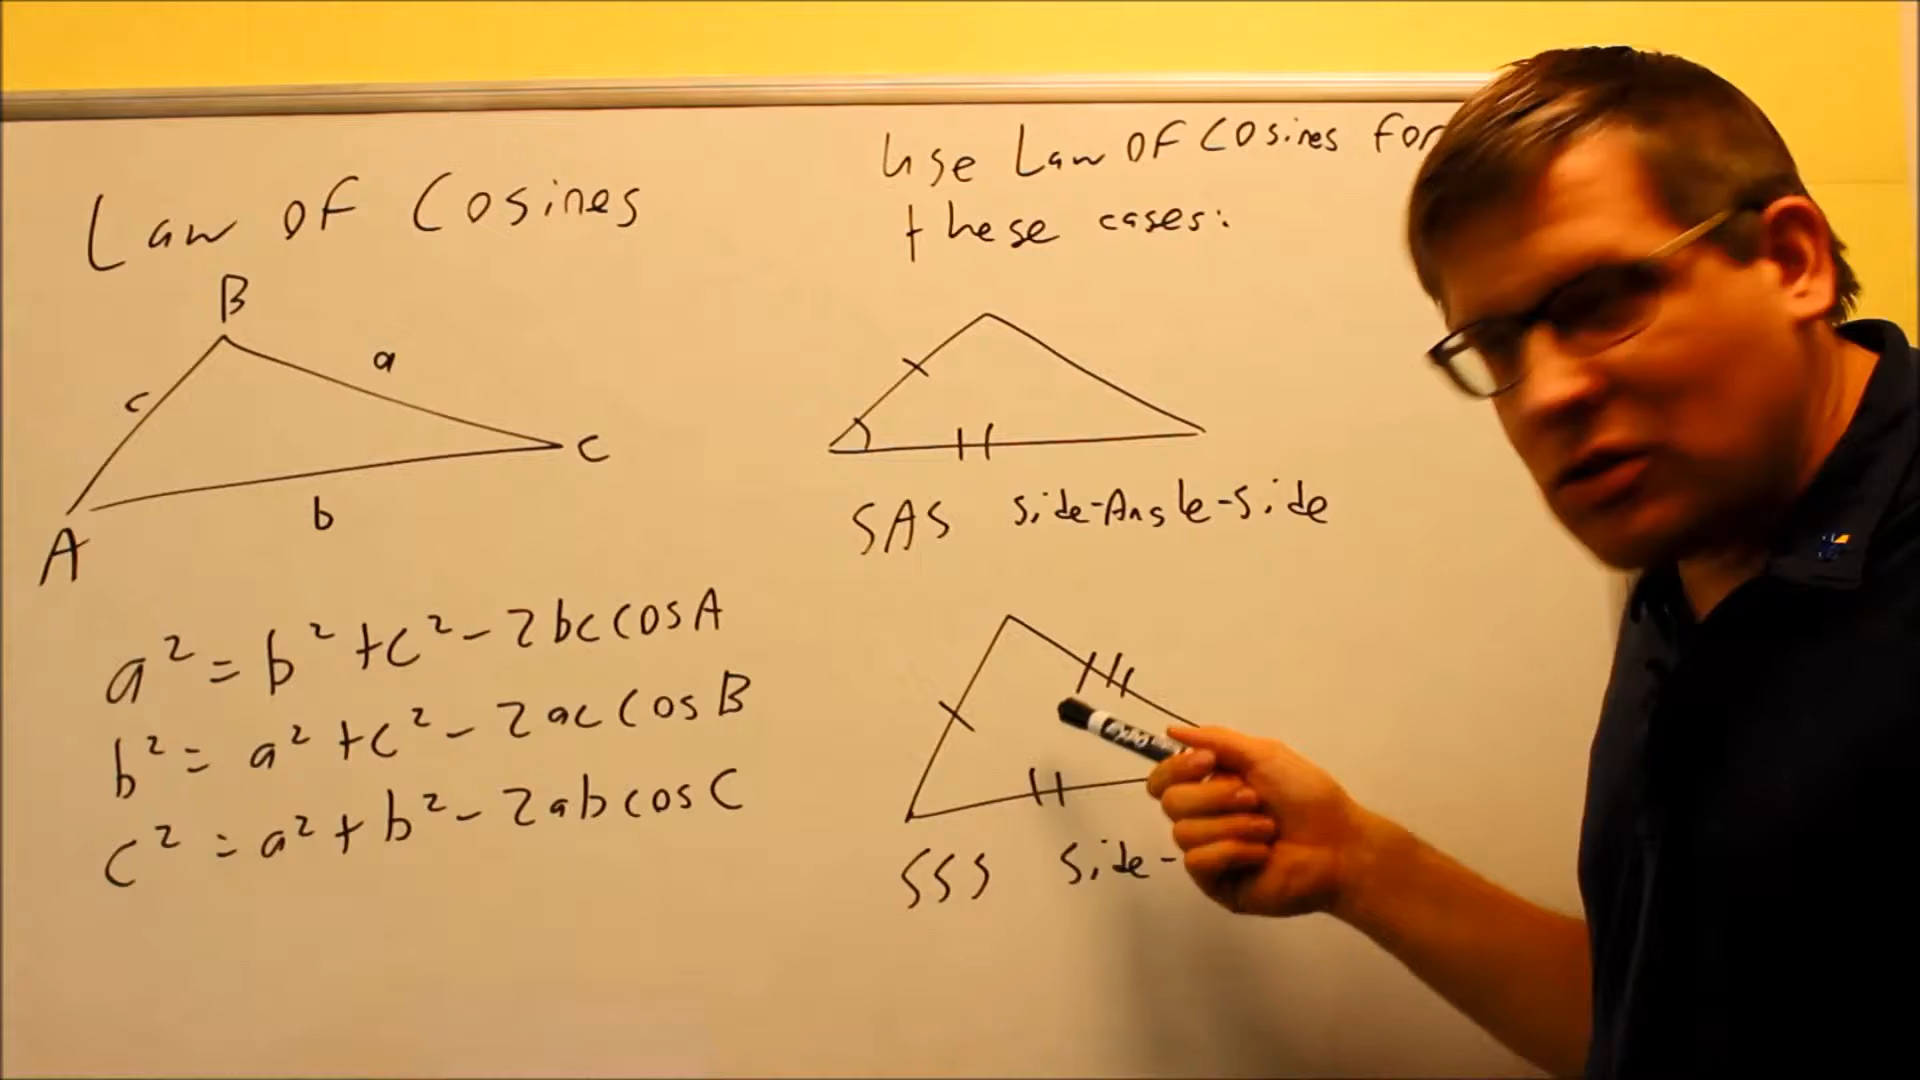 Law of Cosines
B
a
c
C
b
A
a² = b² + c² - 2bc cos A
b² = a² + c² - 2ac cos B
c² = a² + b² - 2ab cos C
Use Law of Cosines for
these cases:
SAS Side-Angle-Side
SSS Side-